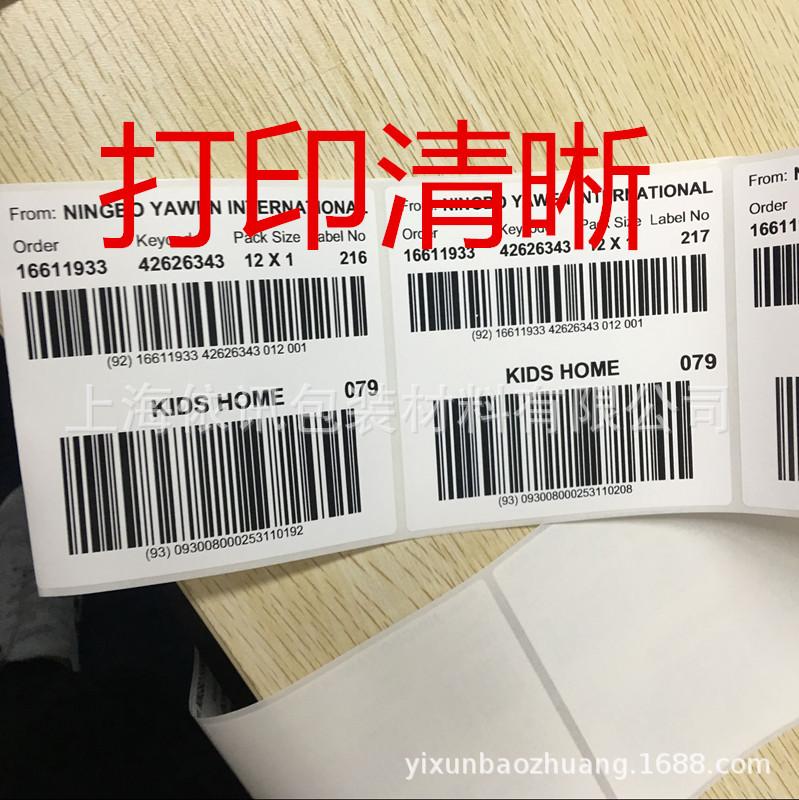 打印清晰
From: NINGBO YAWEN INTERNATIONAL
Order Keycode Pack Size Label No
16611933 42626343 12 X 1 216
(92) 16611933 42626343 012 001
KIDS HOME 079
(93) 093008000253110192
From: NINGBO YAWEN INTERNATIONAL
Order Keycode Pack Size Label No
16611933 42626343 12 X 1 217
(92) 16611933 42626343 012 001
KIDS HOME 079
(93) 093008000253110208
From: N
Order
16611
上海依讯包装材料有限公司
yixunbaozhuang.1688.com